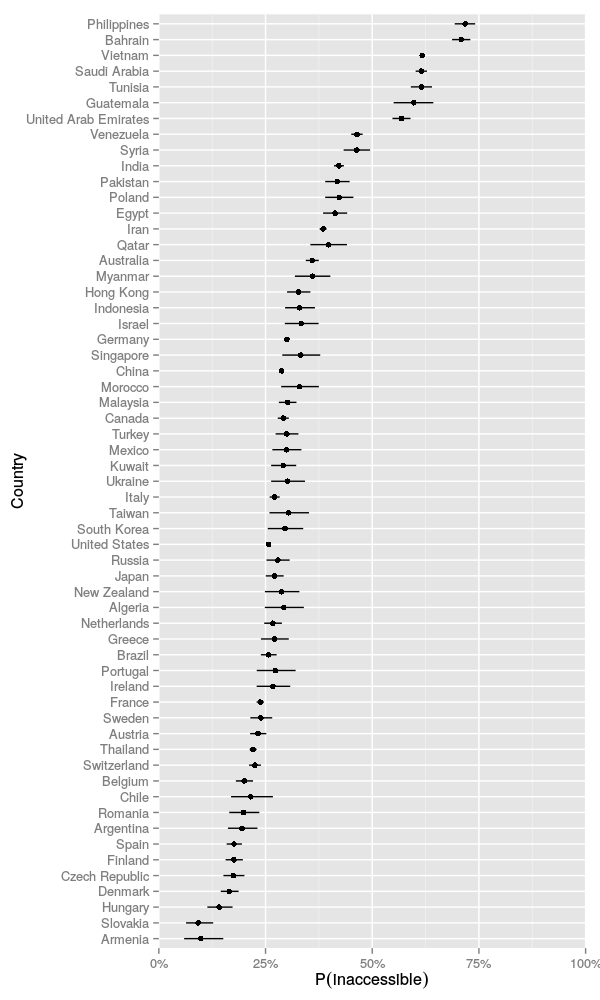 Philippines
Bahrain
Vietnam
Saudi Arabia
Tunisia
Guatemala
United Arab Emirates
Venezuela
Syria
India
Pakistan
Poland
Egypt
Iran
Qatar
Australia
Myanmar
Hong Kong
Indonesia
Israel
Germany
Singapore
China
Morocco
Malaysia
Canada
Turkey
Mexico
Kuwait
Ukraine
Italy
Taiwan
South Korea
United States
Russia
Japan
New Zealand
Algeria
Netherlands
Greece
Brazil
Portugal
Ireland
France
Sweden
Austria
Thailand
Switzerland
Belgium
Chile
Romania
Argentina
Spain
Finland
Czech Republic
Denmark
Hungary
Slovakia
Armenia
Country
0% 25% 50% 75% 100%
P(inaccessible)